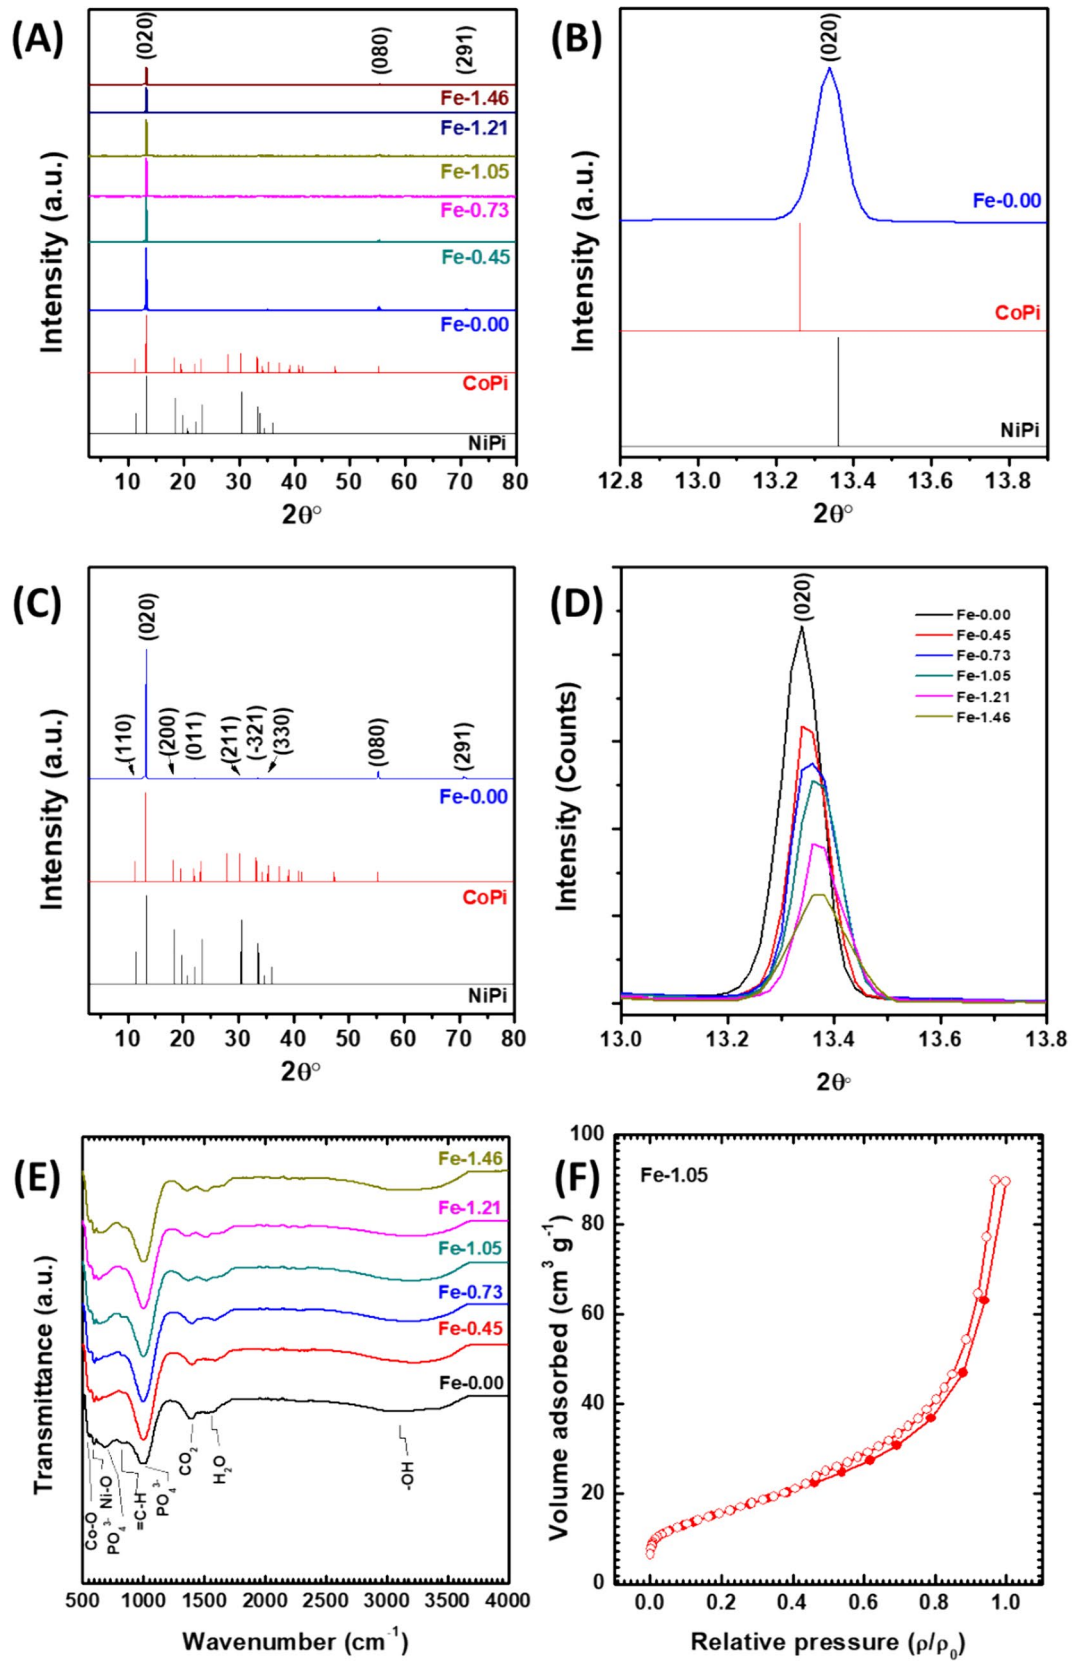 (A)
(020)
(080)
(291)
Fe-1.46
Fe-1.21
Fe-1.05
Fe-0.73
Fe-0.45
Fe-0.00
CoPi
NiPi
Intensity (a.u.)
10 20 30 40 50 60 70 80
2θ°
(B)
(020)
Fe-0.00
CoPi
NiPi
Intensity (a.u.)
12.8 13.0 13.2 13.4 13.6 13.8
2θ°
(C)
(020)
(110)
(200)
(011)
(211)
(-321)
(330)
(080)
(291)
Fe-0.00
CoPi
NiPi
Intensity (a.u.)
10 20 30 40 50 60 70 80
2θ°
(D)
(020)
Fe-0.00
Fe-0.45
Fe-0.73
Fe-1.05
Fe-1.21
Fe-1.46
Intensity (Counts)
13.0 13.2 13.4 13.6 13.8
2θ°
(E)
Fe-1.46
Fe-1.21
Fe-1.05
Fe-0.73
Fe-0.45
Fe-0.00
Co-O
Ni-O
PO₄³⁻
=C-H
PO₄³⁻
CO₂
H₂O
-OH
Transmittance (a.u.)
500 1000 1500 2000 2500 3000 3500 4000
Wavenumber (cm⁻¹)
(F)
Fe-1.05
100
80
60
40
20
0
Volume adsorbed (cm³ g⁻¹)
0.0 0.2 0.4 0.6 0.8 1.0
Relative pressure (ρ/ρ₀)